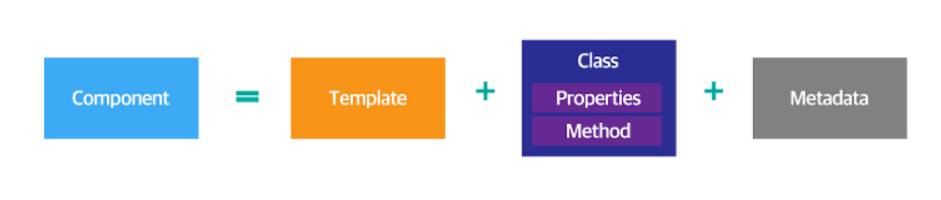 Component = Template + Class + Metadata
Properties
Method